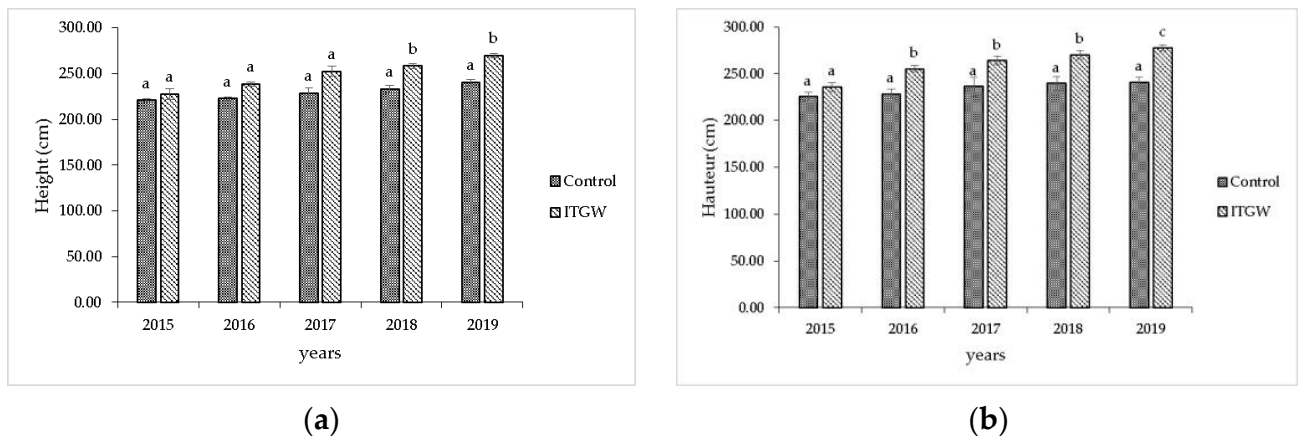 300.00
250.00
200.00
150.00
100.00
50.00
0.00
Height (cm)
a a a a a a a b a b
2015 2016 2017 2018 2019
years
Control
ITGW
(a)
300.00
250.00
200.00
150.00
100.00
50.00
0.00
Hauteur (cm)
a a a b a b a b a c
2015 2016 2017 2018 2019
years
Control
ITGW
(b)